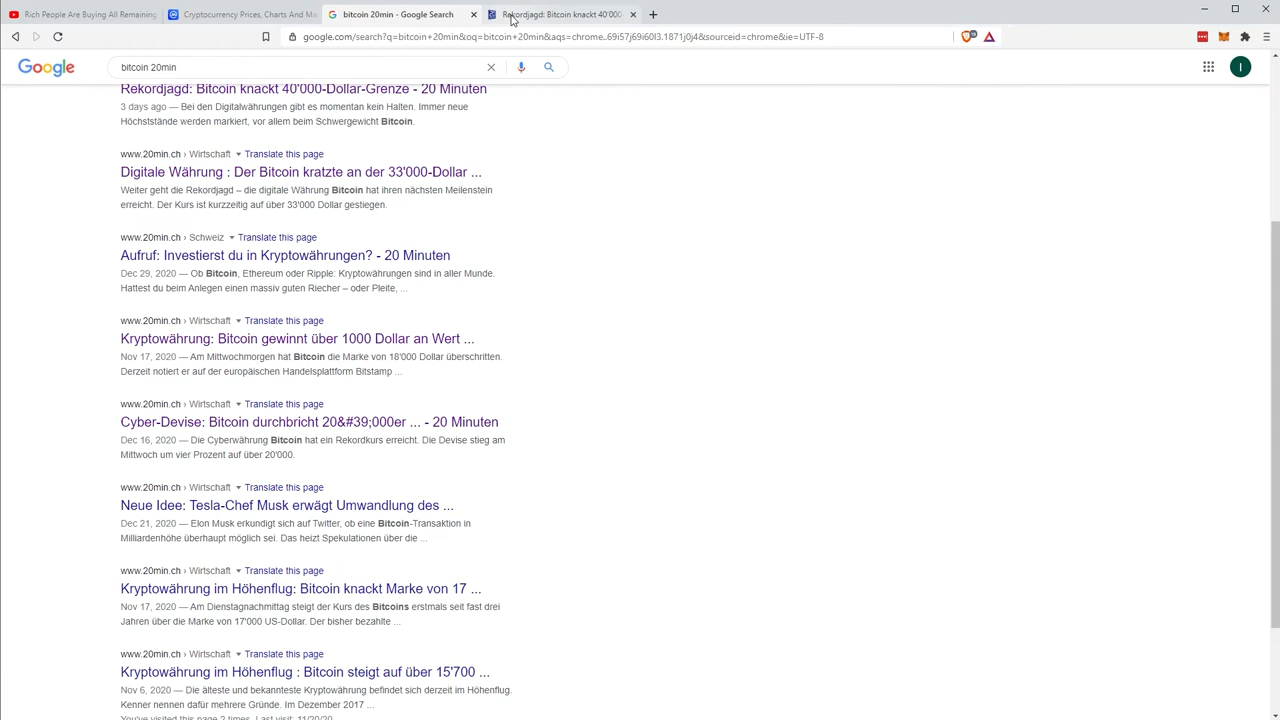 Rich People Are Buying All Remaining
Cryptocurrency Prices, Charts And Ma
bitcoin 20min - Google Search
Rekordjagd: Bitcoin knackt 40'000-
google.com/search?q=bitcoin+20min&oq=bitcoin+20min&aqs=chrome..69i57j69i60l3.1871j0j4&sourceid=chrome&ie=UTF-8
Google
bitcoin 20min
I
Rekordjagd: Bitcoin knackt 40'000-Dollar-Grenze - 20 Minuten
3 days ago — Bei den Digitalwährungen gibt es momentan kein Halten. Immer neue
Höchststände werden markiert, vor allem beim Schwergewicht Bitcoin.
www.20min.ch › Wirtschaft ▾ Translate this page
Digitale Währung : Der Bitcoin kratzte an der 33'000-Dollar ...
Weiter geht die Rekordjagd – die digitale Währung Bitcoin hat ihren nächsten Meilenstein
erreicht. Der Kurs ist kurzzeitig auf über 33'000 Dollar gestiegen.
www.20min.ch › Schweiz ▾ Translate this page
Aufruf: Investierst du in Kryptowährungen? - 20 Minuten
Dec 29, 2020 — Ob Bitcoin, Ethereum oder Ripple: Kryptowährungen sind in aller Munde.
Hattest du beim Anlegen einen massiv guten Riecher – oder Pleite, ...
www.20min.ch › Wirtschaft ▾ Translate this page
Kryptowährung: Bitcoin gewinnt über 1000 Dollar an Wert ...
Nov 17, 2020 — Am Mittwochmorgen hat Bitcoin die Marke von 18'000 Dollar überschritten.
Derzeit notiert er auf der europäischen Handelsplattform Bitstamp ...
www.20min.ch › Wirtschaft ▾ Translate this page
Cyber-Devise: Bitcoin durchbricht 20&#39;000er ... - 20 Minuten
Dec 16, 2020 — Die Cyberwährung Bitcoin hat ein Rekordkurs erreicht. Die Devise stieg am
Mittwoch um vier Prozent auf über 20'000.
www.20min.ch › Wirtschaft ▾ Translate this page
Neue Idee: Tesla-Chef Musk erwägt Umwandlung des ...
Dec 21, 2020 — Elon Musk erkundigt sich auf Twitter, ob eine Bitcoin-Transaktion in
Milliardenhöhe überhaupt möglich sei. Das heizt Spekulationen über die ...
www.20min.ch › Wirtschaft ▾ Translate this page
Kryptowährung im Höhenflug: Bitcoin knackt Marke von 17 ...
Nov 17, 2020 — Am Dienstagnachmittag steigt der Kurs des Bitcoins erstmals seit fast drei
Jahren über die Marke von 17'000 US-Dollar. Der bisher bezahlte ...
www.20min.ch › Wirtschaft ▾ Translate this page
Kryptowährung im Höhenflug : Bitcoin steigt auf über 15'700 ...
Nov 6, 2020 — Die älteste und bekannteste Kryptowährung befindet sich derzeit im Höhenflug.
Kenner nennen dafür mehrere Gründe. Im Dezember 2017 ...
You've visited this page 2 times. Last visit: 11/20/20